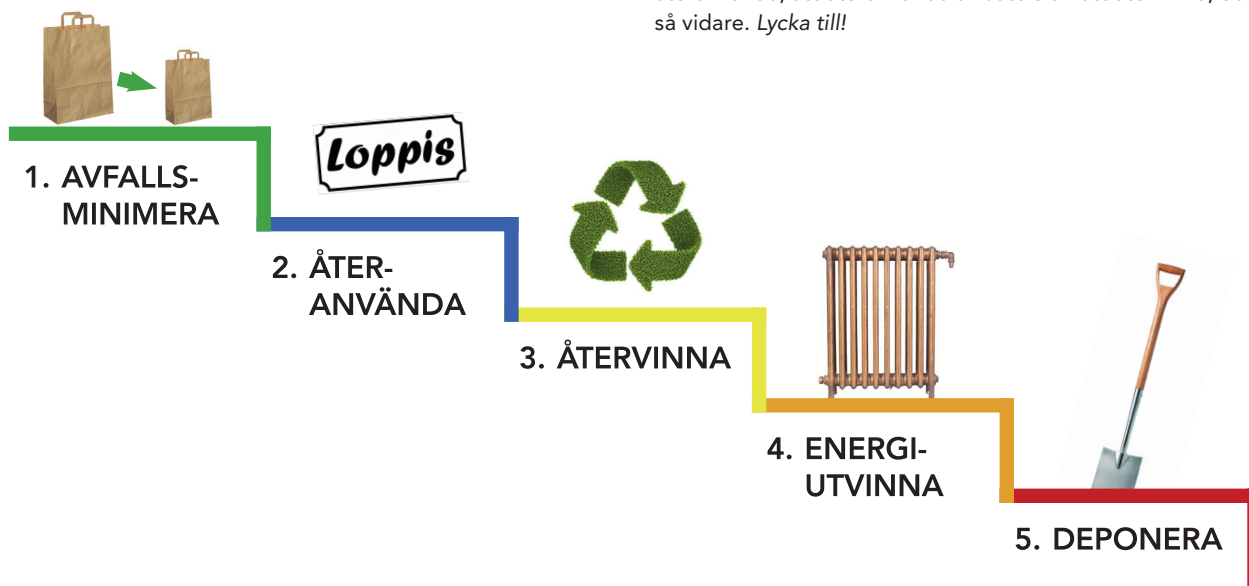 så vidare. Lycka till!
Loppis
1. AVFALLS-
MINIMERA
2. ÅTER-
ANVÄNDA
3. ÅTERVINNA
4. ENERGI-
UTVINNA
5. DEPONERA